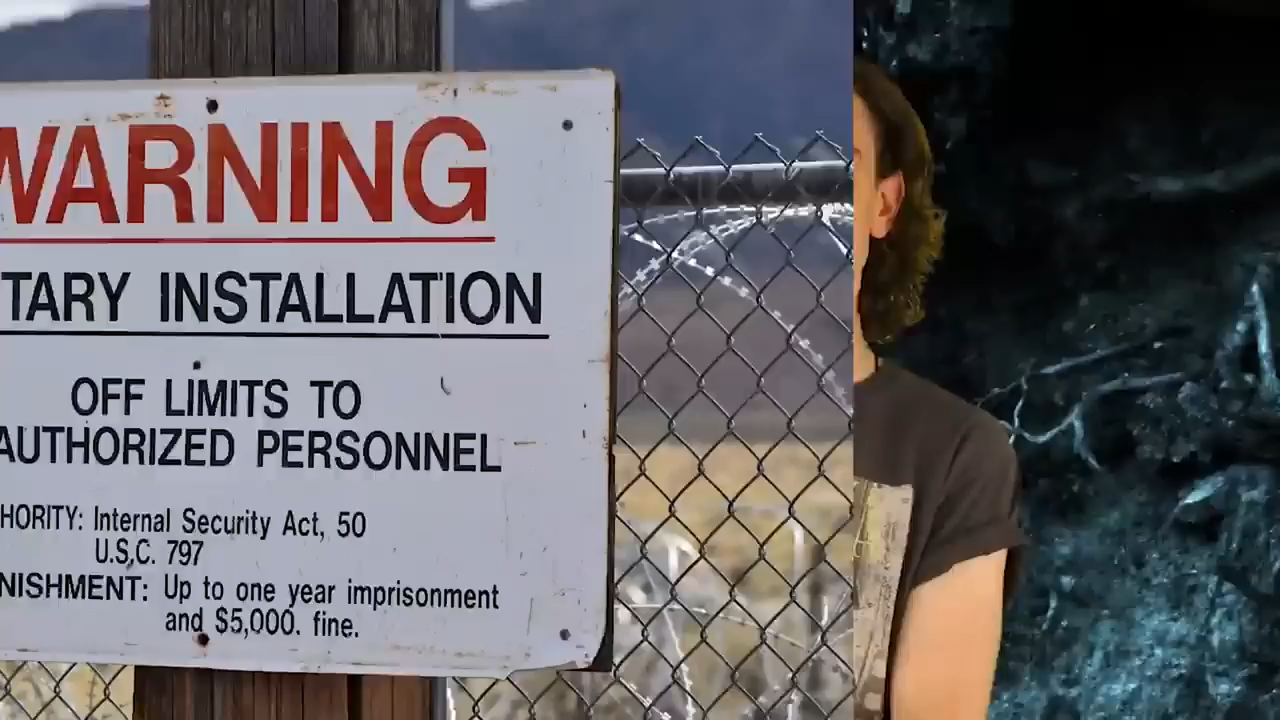 WARNING
TARY INSTALLATION
OFF LIMITS TO
AUTHORIZED PERSONNEL
HORITY: Internal Security Act, 50
U.S.C. 797
NISHMENT: Up to one year imprisonment
and $5,000. fine.